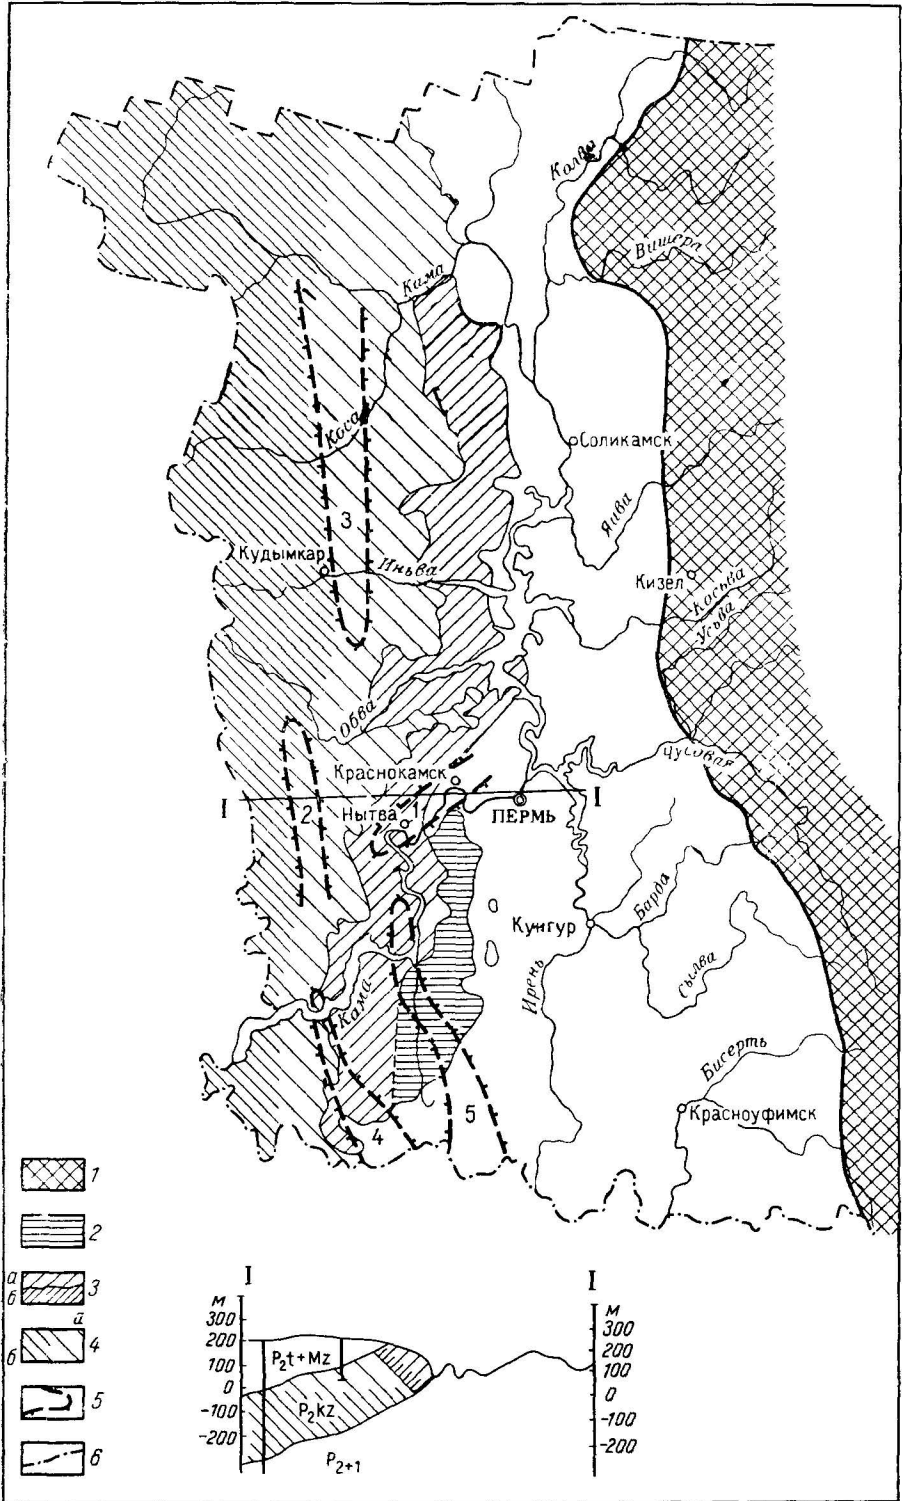 Колва
Вишера
Кама
Коса
Соликамск
Яйва
3
Кудымкар
Иньва
Кизел
Косьва
Усьва
Обва
Чусовая
Краснокамск
I
I
2
Нытва
1
ПЕРМЬ
Барда
Кунгур
Сылва
Ирень
Кама
Бисерть
5
Красноуфимск
4
1
2
а
б
3
а
б
4
5
6
I
I
М
300
200
100
0
-100
-200
P₂t+Mz
P₂kz
P₂₊₁
М
300
200
100
0
-100
-200